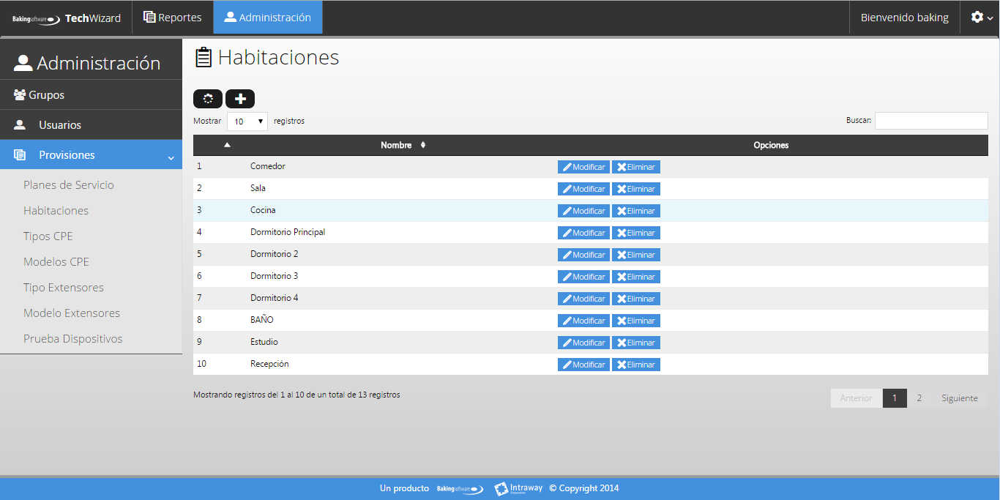 Bakingsoftware TechWizard Reportes Administración Bienvenido baking
Administración
Grupos
Usuarios
Provisiones
Planes de Servicio
Habitaciones
Tipos CPE
Modelos CPE
Tipo Extensores
Modelo Extensores
Prueba Dispositivos
Habitaciones
Mostrar 10 registros Buscar:
Nombre Opciones
1 Comedor Modificar Eliminar
2 Sala Modificar Eliminar
3 Cocina Modificar Eliminar
4 Dormitorio Principal Modificar Eliminar
5 Dormitorio 2 Modificar Eliminar
6 Dormitorio 3 Modificar Eliminar
7 Dormitorio 4 Modificar Eliminar
8 BAÑO Modificar Eliminar
9 Estudio Modificar Eliminar
10 Recepción Modificar Eliminar
Mostrando registros del 1 al 10 de un total de 13 registros Anterior 1 2 Siguiente
Un producto Bakingsoftware Intraway Corporation © Copyright 2014